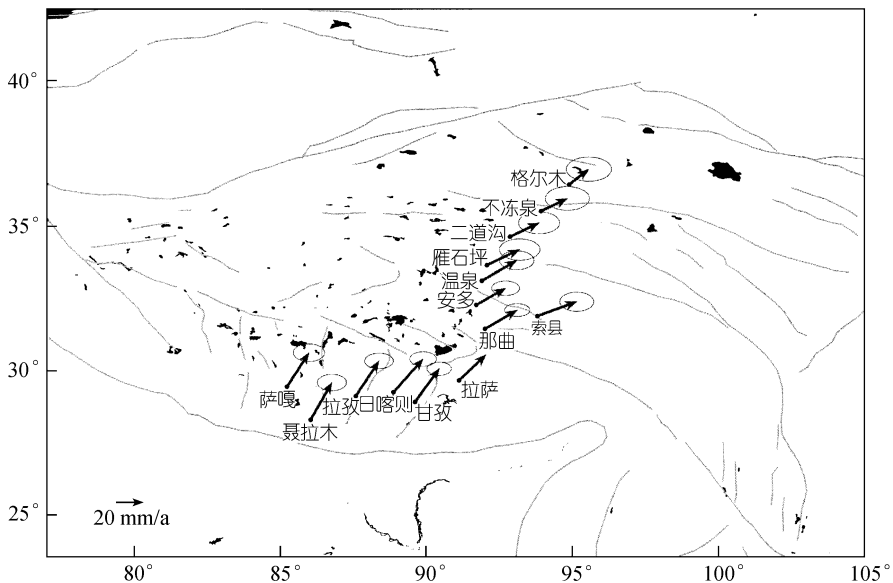 40°
格尔木
不冻泉
35°
二道沟
雁石坪
温泉
安多
索县
那曲
30°
萨嘎
拉孜
日喀则
甘孜
拉萨
聂拉木
25°
20 mm/a
80°
85°
90°
95°
100°
105°